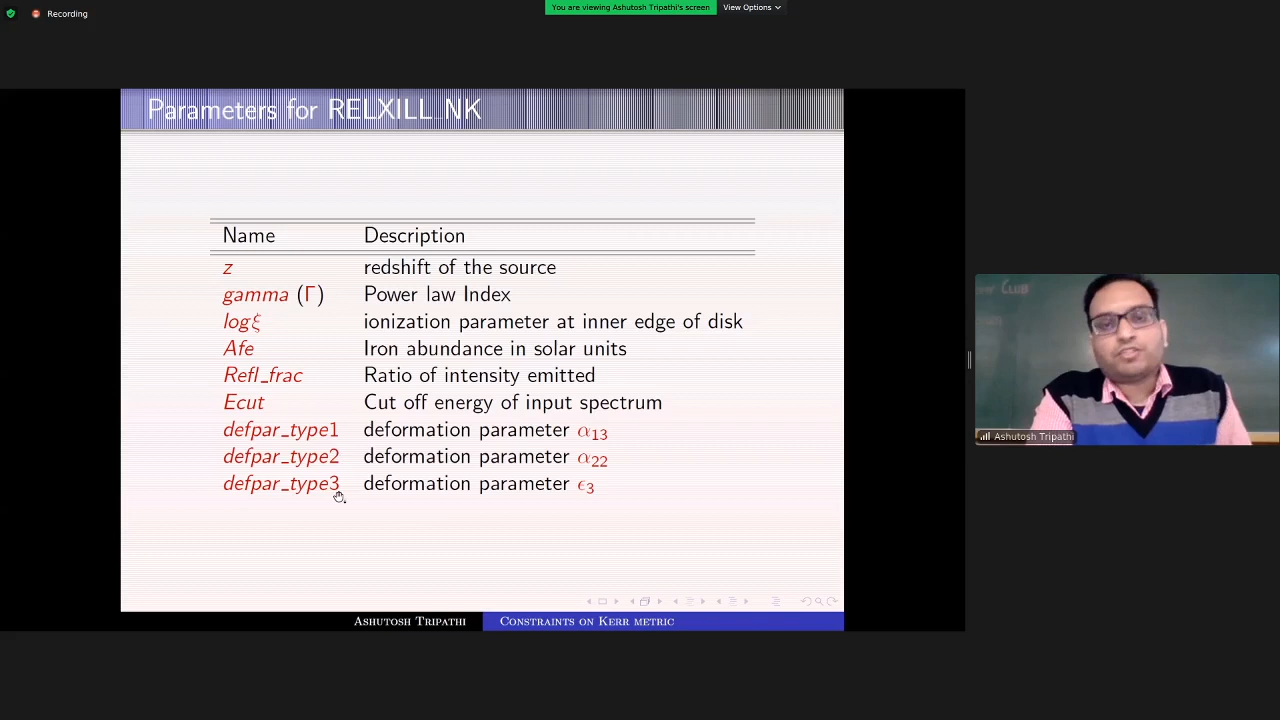 Recording
You are viewing Ashutosh Tripathi's screen
View Options
Parameters for RELXILL_NK
Name Description
z redshift of the source
gamma (Γ) Power law Index
logξ ionization parameter at inner edge of disk
Afe Iron abundance in solar units
Refl_frac Ratio of intensity emitted
Ecut Cut off energy of input spectrum
defpar_type1 deformation parameter α₁₃
defpar_type2 deformation parameter α₂₂
defpar_type3 deformation parameter ϵ₃
Ashutosh Tripathi
ASHUTOSH TRIPATHI CONSTRAINTS ON KERR METRIC